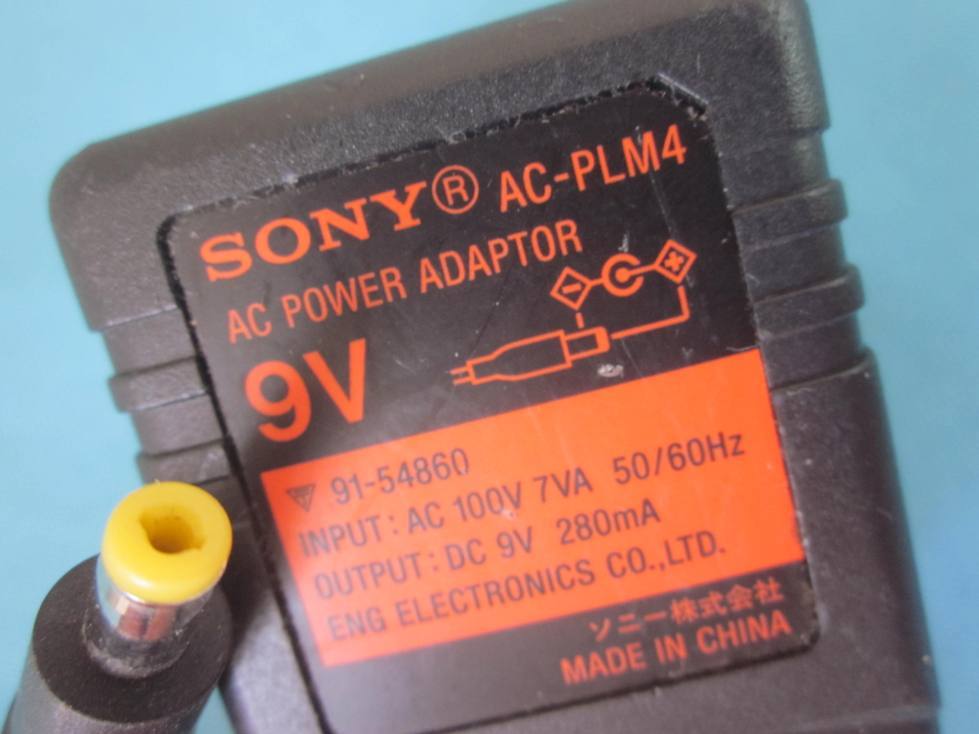 SONY® AC-PLM4
AC POWER ADAPTOR
9V
91-54860
INPUT : AC 100V 7VA 50/60Hz
OUTPUT : DC 9V 280mA
ENG ELECTRONICS CO.,LTD.
ソニー株式会社
MADE IN CHINA